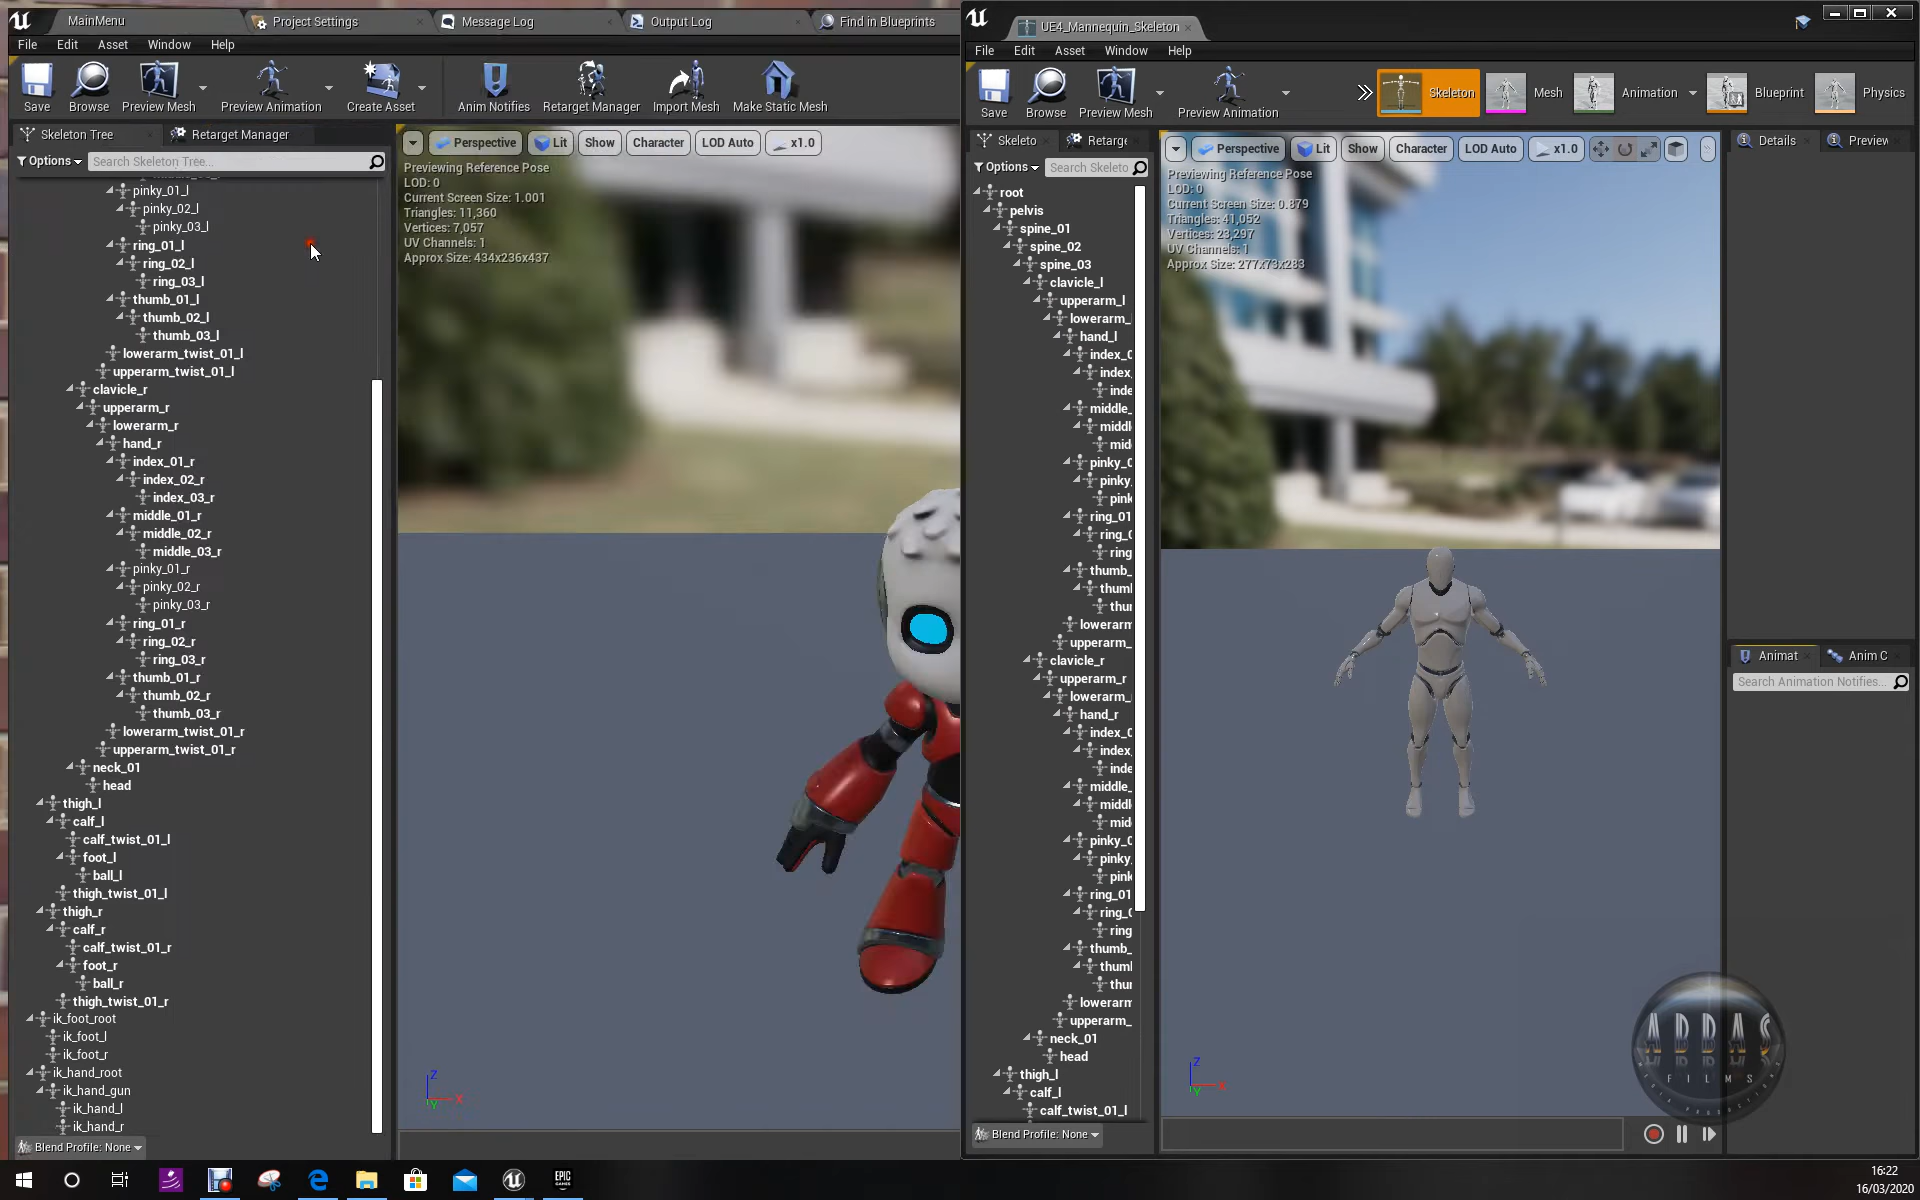 MainMenu
Project Settings
Message Log
Output Log
Find in Blueprints
File Edit Asset Window Help
Save
Browse
Preview Mesh
Preview Animation
Create Asset
Anim Notifies
Retarget Manager
Import Mesh
Make Static Mesh
Skeleton Tree
Retarget Manager
Options
Search Skeleton Tree...
pinky_01_l
pinky_02_l
pinky_03_l
ring_01_l
ring_02_l
ring_03_l
thumb_01_l
thumb_02_l
thumb_03_l
lowerarm_twist_01_l
upperarm_twist_01_l
clavicle_r
upperarm_r
lowerarm_r
hand_r
index_01_r
index_02_r
index_03_r
middle_01_r
middle_02_r
middle_03_r
pinky_01_r
pinky_02_r
pinky_03_r
ring_01_r
ring_02_r
ring_03_r
thumb_01_r
thumb_02_r
thumb_03_r
lowerarm_twist_01_r
upperarm_twist_01_r
neck_01
head
thigh_l
calf_l
calf_twist_01_l
foot_l
ball_l
thigh_twist_01_l
thigh_r
calf_r
calf_twist_01_r
foot_r
ball_r
thigh_twist_01_r
ik_foot_root
ik_foot_l
ik_foot_r
ik_hand_root
ik_hand_gun
ik_hand_l
ik_hand_r
Blend Profile: None
Perspective Lit Show Character LOD Auto x1.0
Previewing Reference Pose
LOD: 0
Current Screen Size: 1.001
Triangles: 11,360
Vertices: 7,057
UV Channels: 1
Approx Size: 434x236x437
Z
X
Y
UE4_Mannequin_Skeleton
File Edit Asset Window Help
Save
Browse
Preview Mesh
Preview Animation
Skeleton
Mesh
Animation
Blueprint
Physics
Skeleto
Retarge
Options
Search Skeleto
root
pelvis
spine_01
spine_02
spine_03
clavicle_l
upperarm_l
lowerarm_
hand_l
index_0
index_
inde
middle_
middl
mid
pinky_0
pinky_
pink
ring_01
ring_0
ring
thumb_
thuml
thur
lowerarm
upperarm_
clavicle_r
upperarm_r
lowerarm_
hand_r
index_0
index_
inde
middle_
middl
mid
pinky_0
pinky_
pink
ring_01
ring_0
ring
thumb_
thuml
thur
lowerarm
upperarm_
neck_01
head
thigh_l
calf_l
calf_twist_01_l
Blend Profile: None
Perspective Lit Show Character LOD Auto x1.0
Previewing Reference Pose
LOD: 0
Current Screen Size: 0.879
Triangles: 41,052
Vertices: 23,297
UV Channels: 1
Approx Size: 277x73x283
Z
X
Y
Details
Preview
Animat
Anim C
Search Animation Notifies...
ABBAS
FILMS
EPIC
GAMES
16:22
16/03/2020